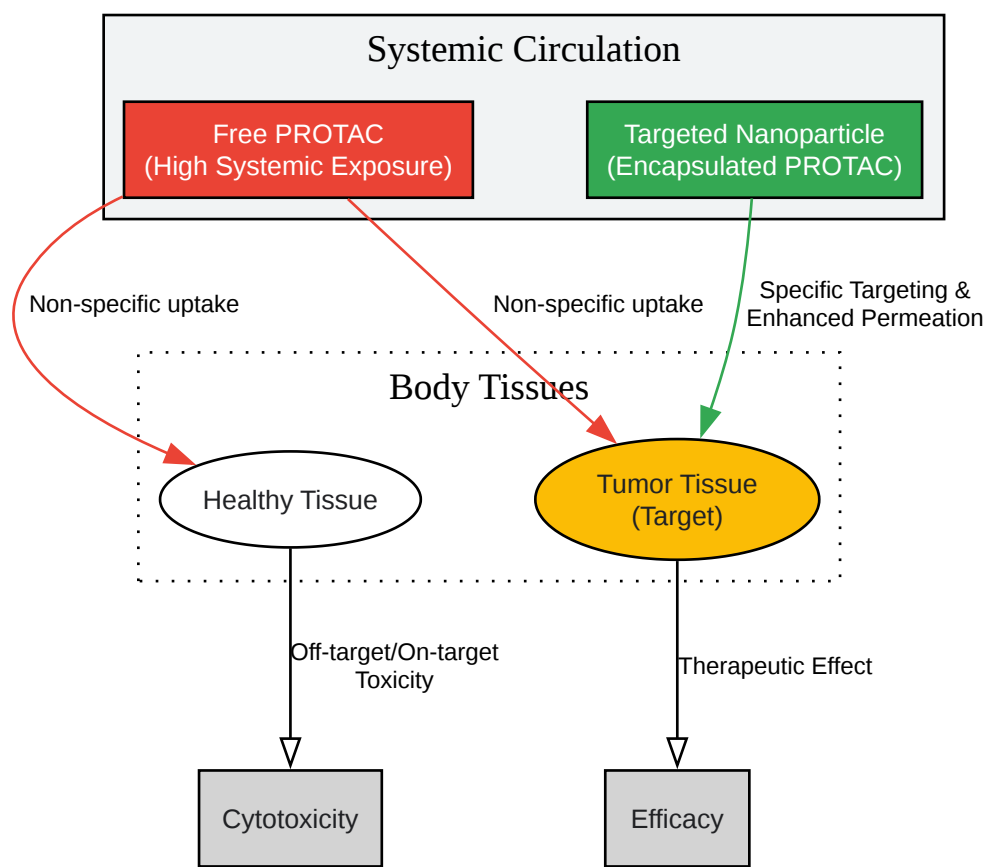 Systemic Circulation
Free PROTAC
(High Systemic Exposure)
Targeted Nanoparticle
(Encapsulated PROTAC)
Non-specific uptake
Non-specific uptake
Specific Targeting &
Enhanced Permeation
Body Tissues
Healthy Tissue
Tumor Tissue
(Target)
Off-target/On-target
Toxicity
Therapeutic Effect
Cytotoxicity
Efficacy